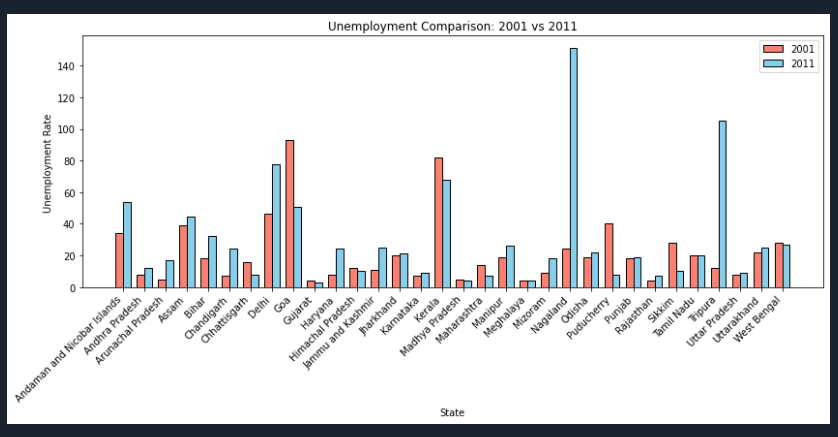 Unemployment Comparison: 2001 vs 2011
2001
2011
Unemployment Rate
140
120
100
80
60
40
20
0
Andaman and Nicobar Islands
Andhra Pradesh
Arunachal Pradesh
Assam
Bihar
Chandigarh
Chhattisgarh
Delhi
Goa
Gujarat
Haryana
Himachal Pradesh
Jammu and Kashmir
Jharkhand
Karnataka
Kerala
Madhya Pradesh
Maharashtra
Manipur
Meghalaya
Mizoram
Nagaland
Odisha
Puducherry
Punjab
Rajasthan
Sikkim
Tamil Nadu
Tripura
Uttar Pradesh
Uttarakhand
West Bengal
State